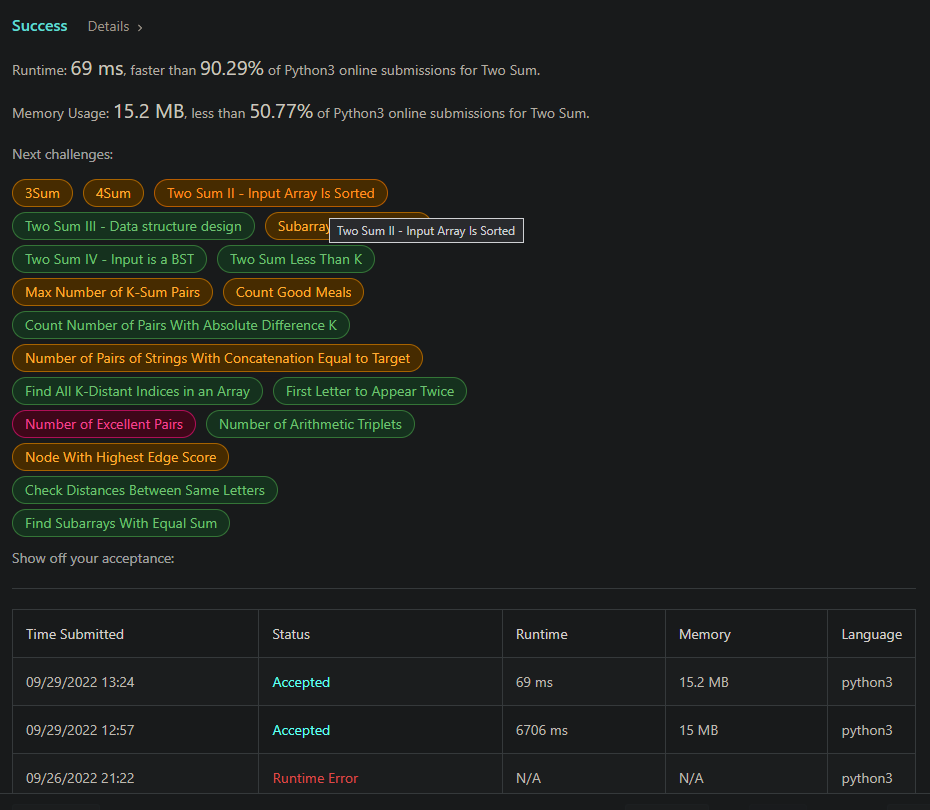 Success Details >
Runtime: 69 ms, faster than 90.29% of Python3 online submissions for Two Sum.
Memory Usage: 15.2 MB, less than 50.77% of Python3 online submissions for Two Sum.
Next challenges:
3Sum 4Sum Two Sum II - Input Array Is Sorted
Two Sum III - Data structure design Subarray
Two Sum II - Input Array Is Sorted
Two Sum IV - Input is a BST Two Sum Less Than K
Max Number of K-Sum Pairs Count Good Meals
Count Number of Pairs With Absolute Difference K
Number of Pairs of Strings With Concatenation Equal to Target
Find All K-Distant Indices in an Array First Letter to Appear Twice
Number of Excellent Pairs Number of Arithmetic Triplets
Node With Highest Edge Score
Check Distances Between Same Letters
Find Subarrays With Equal Sum
Show off your acceptance:
Time Submitted Status Runtime Memory Language
09/29/2022 13:24 Accepted 69 ms 15.2 MB python3
09/29/2022 12:57 Accepted 6706 ms 15 MB python3
09/26/2022 21:22 Runtime Error N/A N/A python3